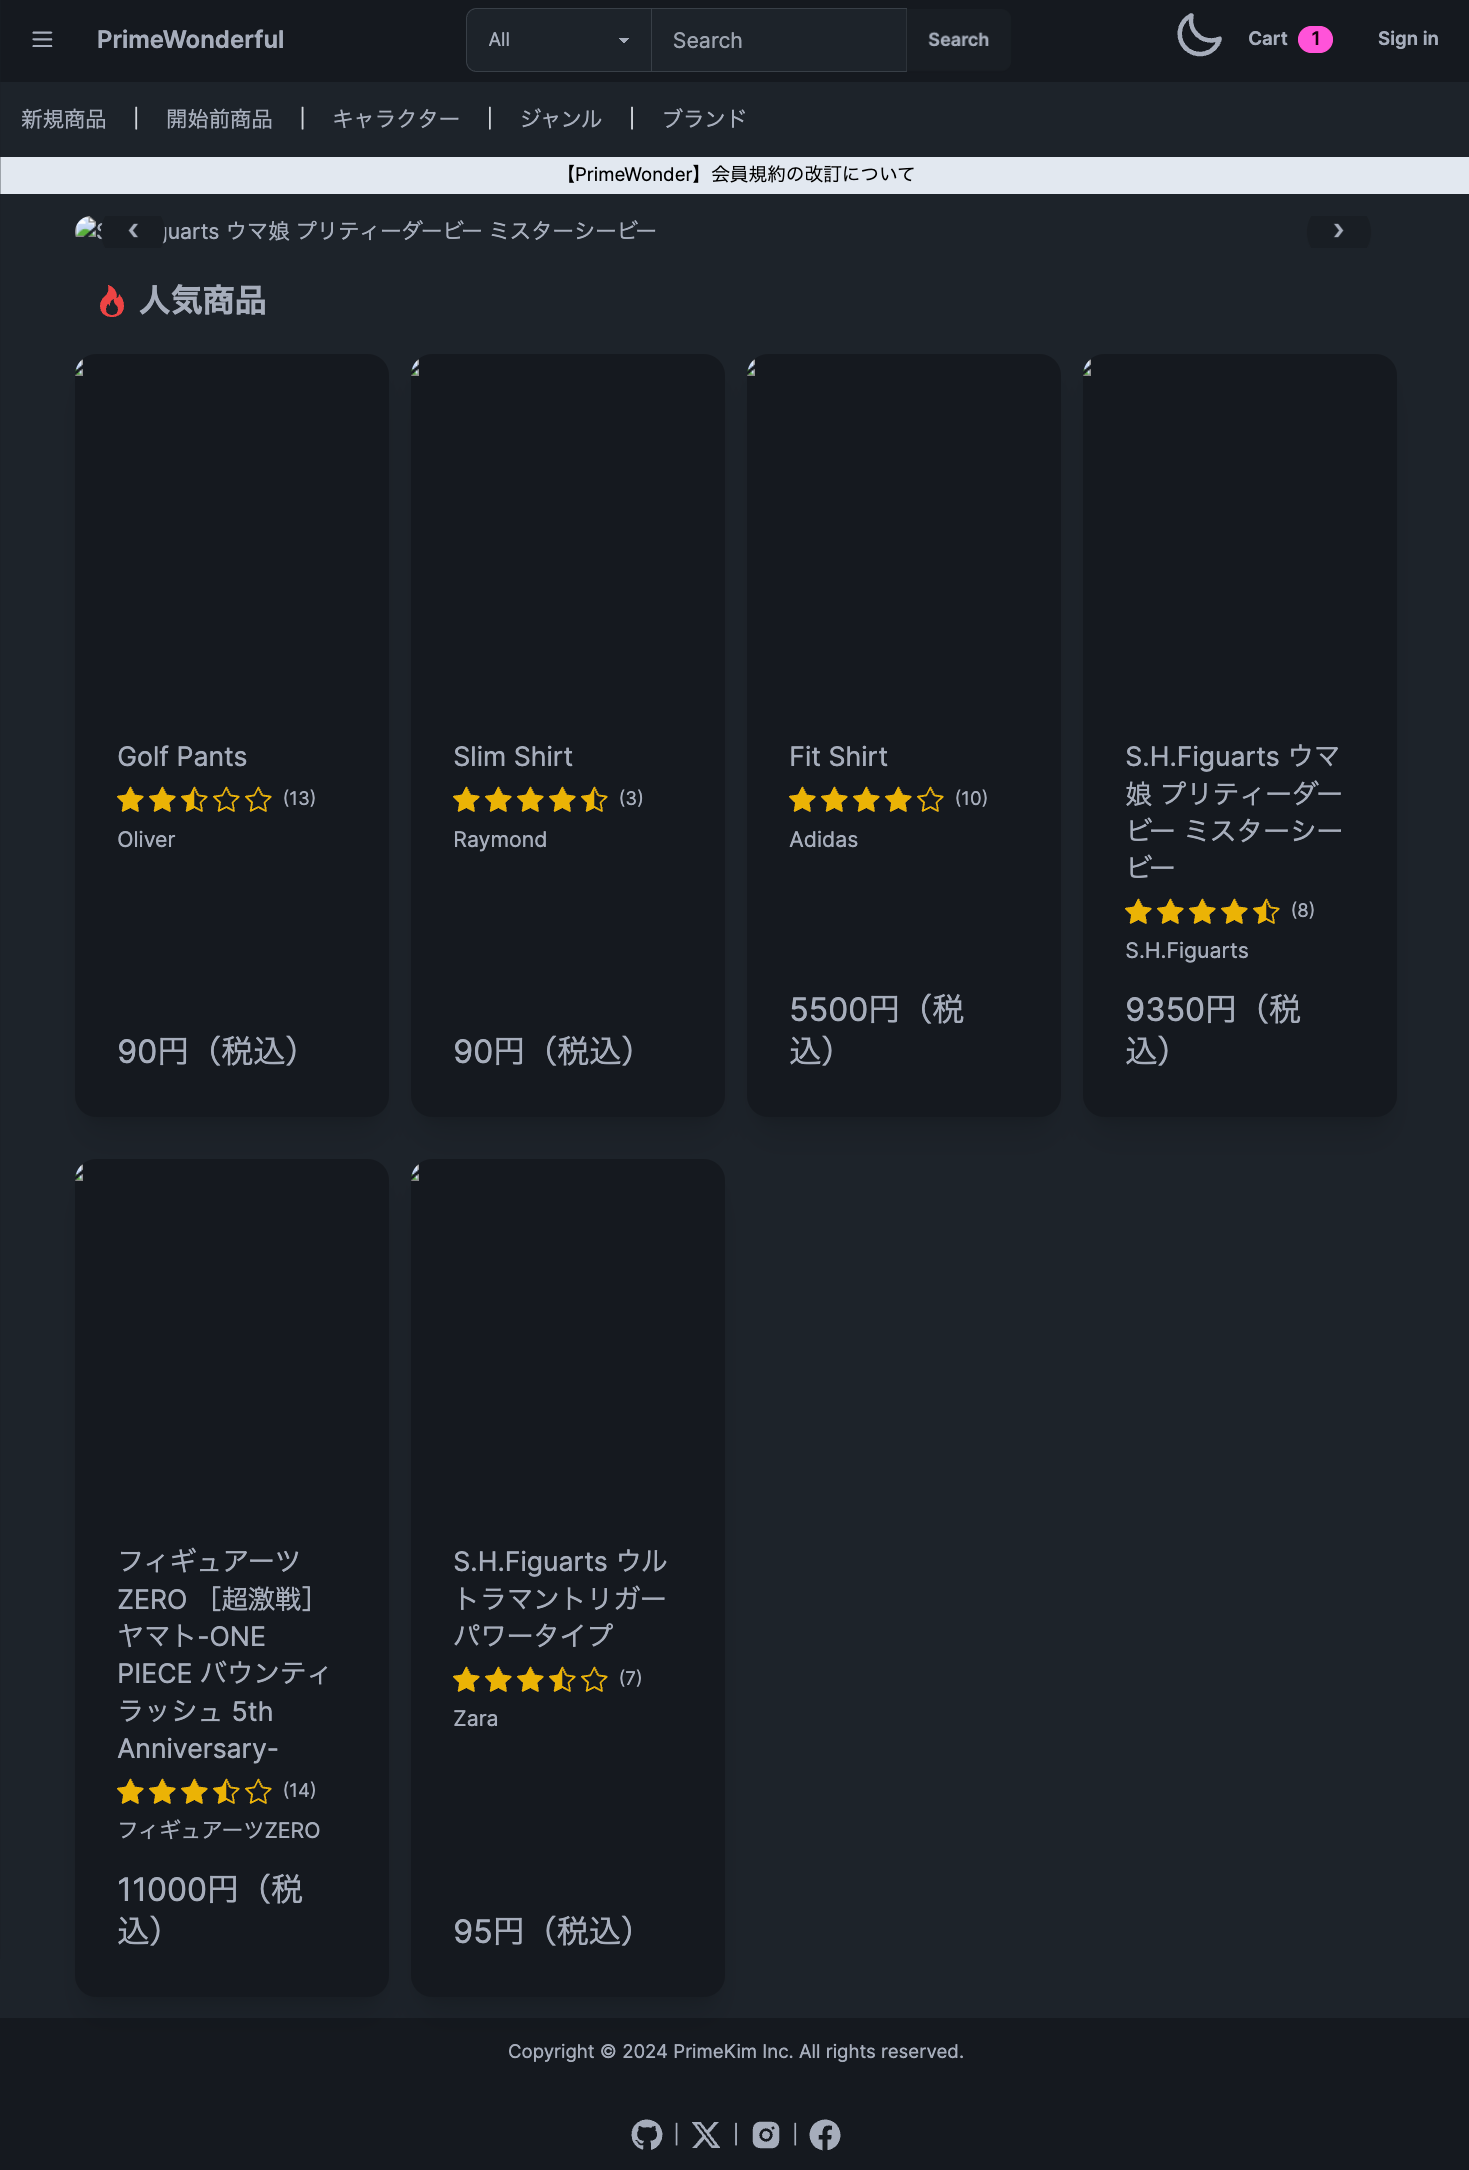 PrimeWonderful
All
Search
Search
Cart 1
Sign in
新規商品 | 開始前商品 | キャラクター | ジャンル | ブランド
【PrimeWonder】会員規約の改訂について
❮
guarts ウマ娘 プリティーダービー ミスターシービー
❯
人気商品
Golf Pants
(13)
Oliver
90円（税込）
Slim Shirt
(3)
Raymond
90円（税込）
Fit Shirt
(10)
Adidas
5500円（税
込）
S.H.Figuarts ウマ
娘 プリティーダー
ビー ミスターシー
ビー
(8)
S.H.Figuarts
9350円（税
込）
フィギュアーツ
ZERO ［超激戦］
ヤマト-ONE
PIECE バウンティ
ラッシュ 5th
Anniversary-
(14)
フィギュアーツZERO
11000円（税
込）
S.H.Figuarts ウル
トラマントリガー
パワータイプ
(7)
Zara
95円（税込）
Copyright © 2024 PrimeKim Inc. All rights reserved.